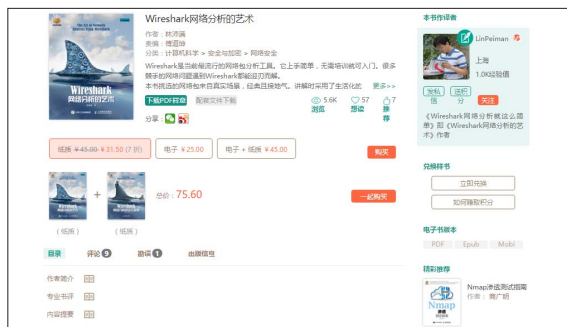 Wireshark网络分析的艺术
作者：林沛满
责编：傅道坤
分类：计算机科学 > 安全与加密 > 网络安全
Wireshark是当前最流行的网络包分析工具。它上手简单，无需培训就可入门。很多
棘手的网络问题遇到Wireshark都能迎刃而解。
本书挑选的网络包来自真实场景，经典且接地气。讲解时采用了生活化的 更多>>
下载PDF样章 配套文件下载
5.6K
浏览
57
想读
7
推
荐
分享：
Wireshark
网络分析的艺术
纸质 ￥45.00 ￥31.50 (7 折)
电子 ￥25.00
电子 + 纸质 ￥45.00
购买
+
总价：75.60
一起购买
（纸质）
（纸质）
目录
评论 9
勘误 1
出版信息
作者简介
专业书评
内容提要
本书作译者
LinPeiman
上海
1.0K经验值
发私
信
送积
分
关注
《Wireshark网络分析就这么简
单》和《Wireshark网络分析的艺
术》作者
兑换样书
立即兑换
如何赚取积分
电子书版本
PDF Epub Mobi
精彩推荐
Nmap
渗透
Nmap渗透测试指南
作者： 商广明